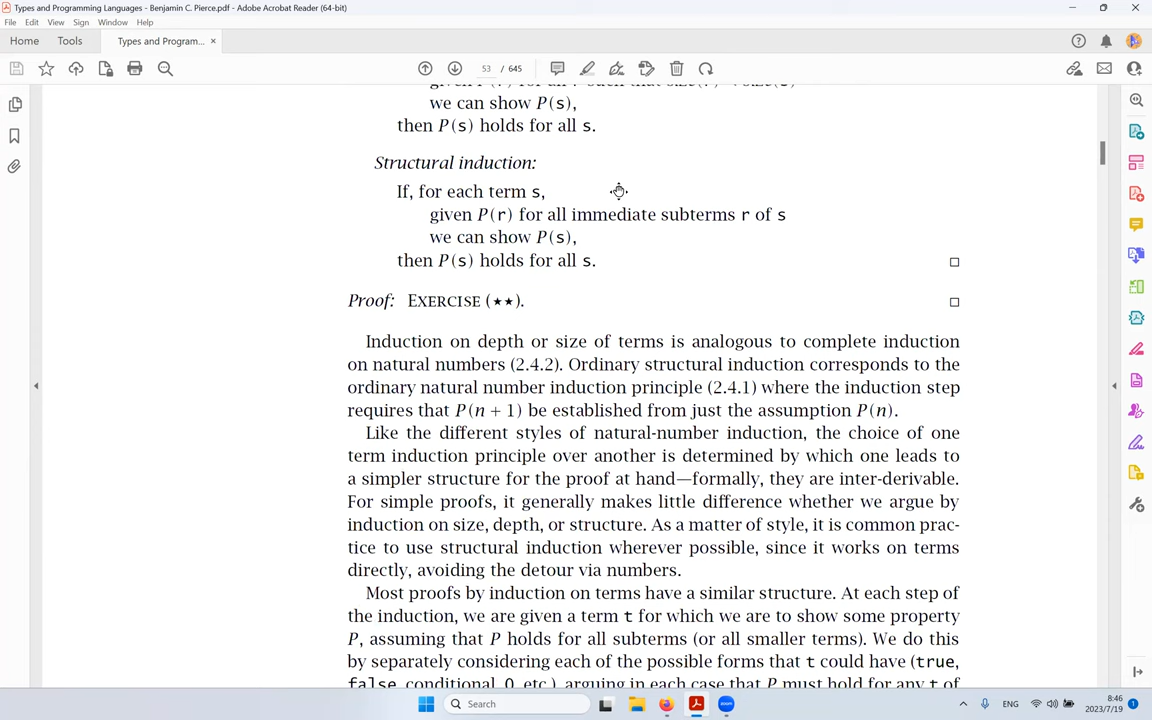 Types and Programming Languages - Benjamin C. Pierce.pdf - Adobe Acrobat Reader (64-bit)
File Edit View Sign Window Help
Home Tools Types and Program... ×
53 / 645
we can show P(s),
then P(s) holds for all s.
Structural induction:
If, for each term s,
given P(r) for all immediate subterms r of s
we can show P(s),
then P(s) holds for all s.
Proof: EXERCISE (★★).
Induction on depth or size of terms is analogous to complete induction
on natural numbers (2.4.2). Ordinary structural induction corresponds to the
ordinary natural number induction principle (2.4.1) where the induction step
requires that P(n + 1) be established from just the assumption P(n).
Like the different styles of natural-number induction, the choice of one
term induction principle over another is determined by which one leads to
a simpler structure for the proof at hand—formally, they are inter-derivable.
For simple proofs, it generally makes little difference whether we argue by
induction on size, depth, or structure. As a matter of style, it is common prac-
tice to use structural induction wherever possible, since it works on terms
directly, avoiding the detour via numbers.
Most proofs by induction on terms have a similar structure. At each step of
the induction, we are given a term t for which we are to show some property
P, assuming that P holds for all subterms (or all smaller terms). We do this
by separately considering each of the possible forms that t could have (true,
false, conditional, 0, etc.), arguing in each case that P must hold for any t of
Search
ENG
8:46
2023/7/19
1